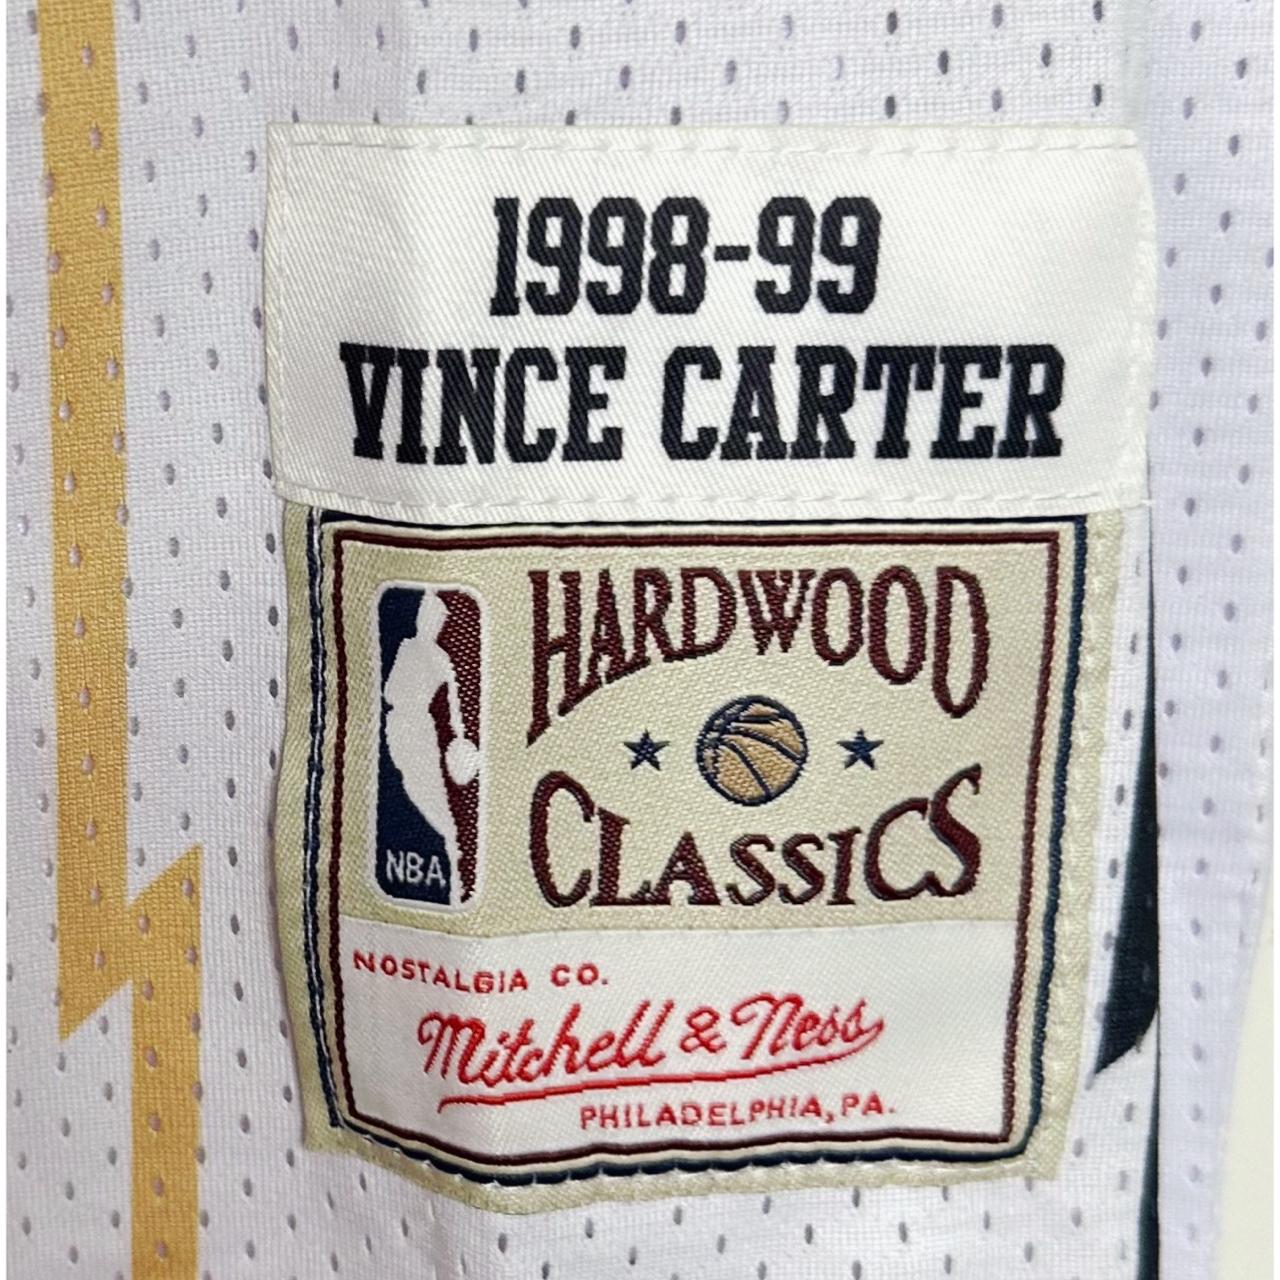 1998-99
VINCE CARTER
HARDWOOD
CLASSICS
NBA
NOSTALGIA CO.
Mitchell & Ness
PHILADELPHIA, PA.